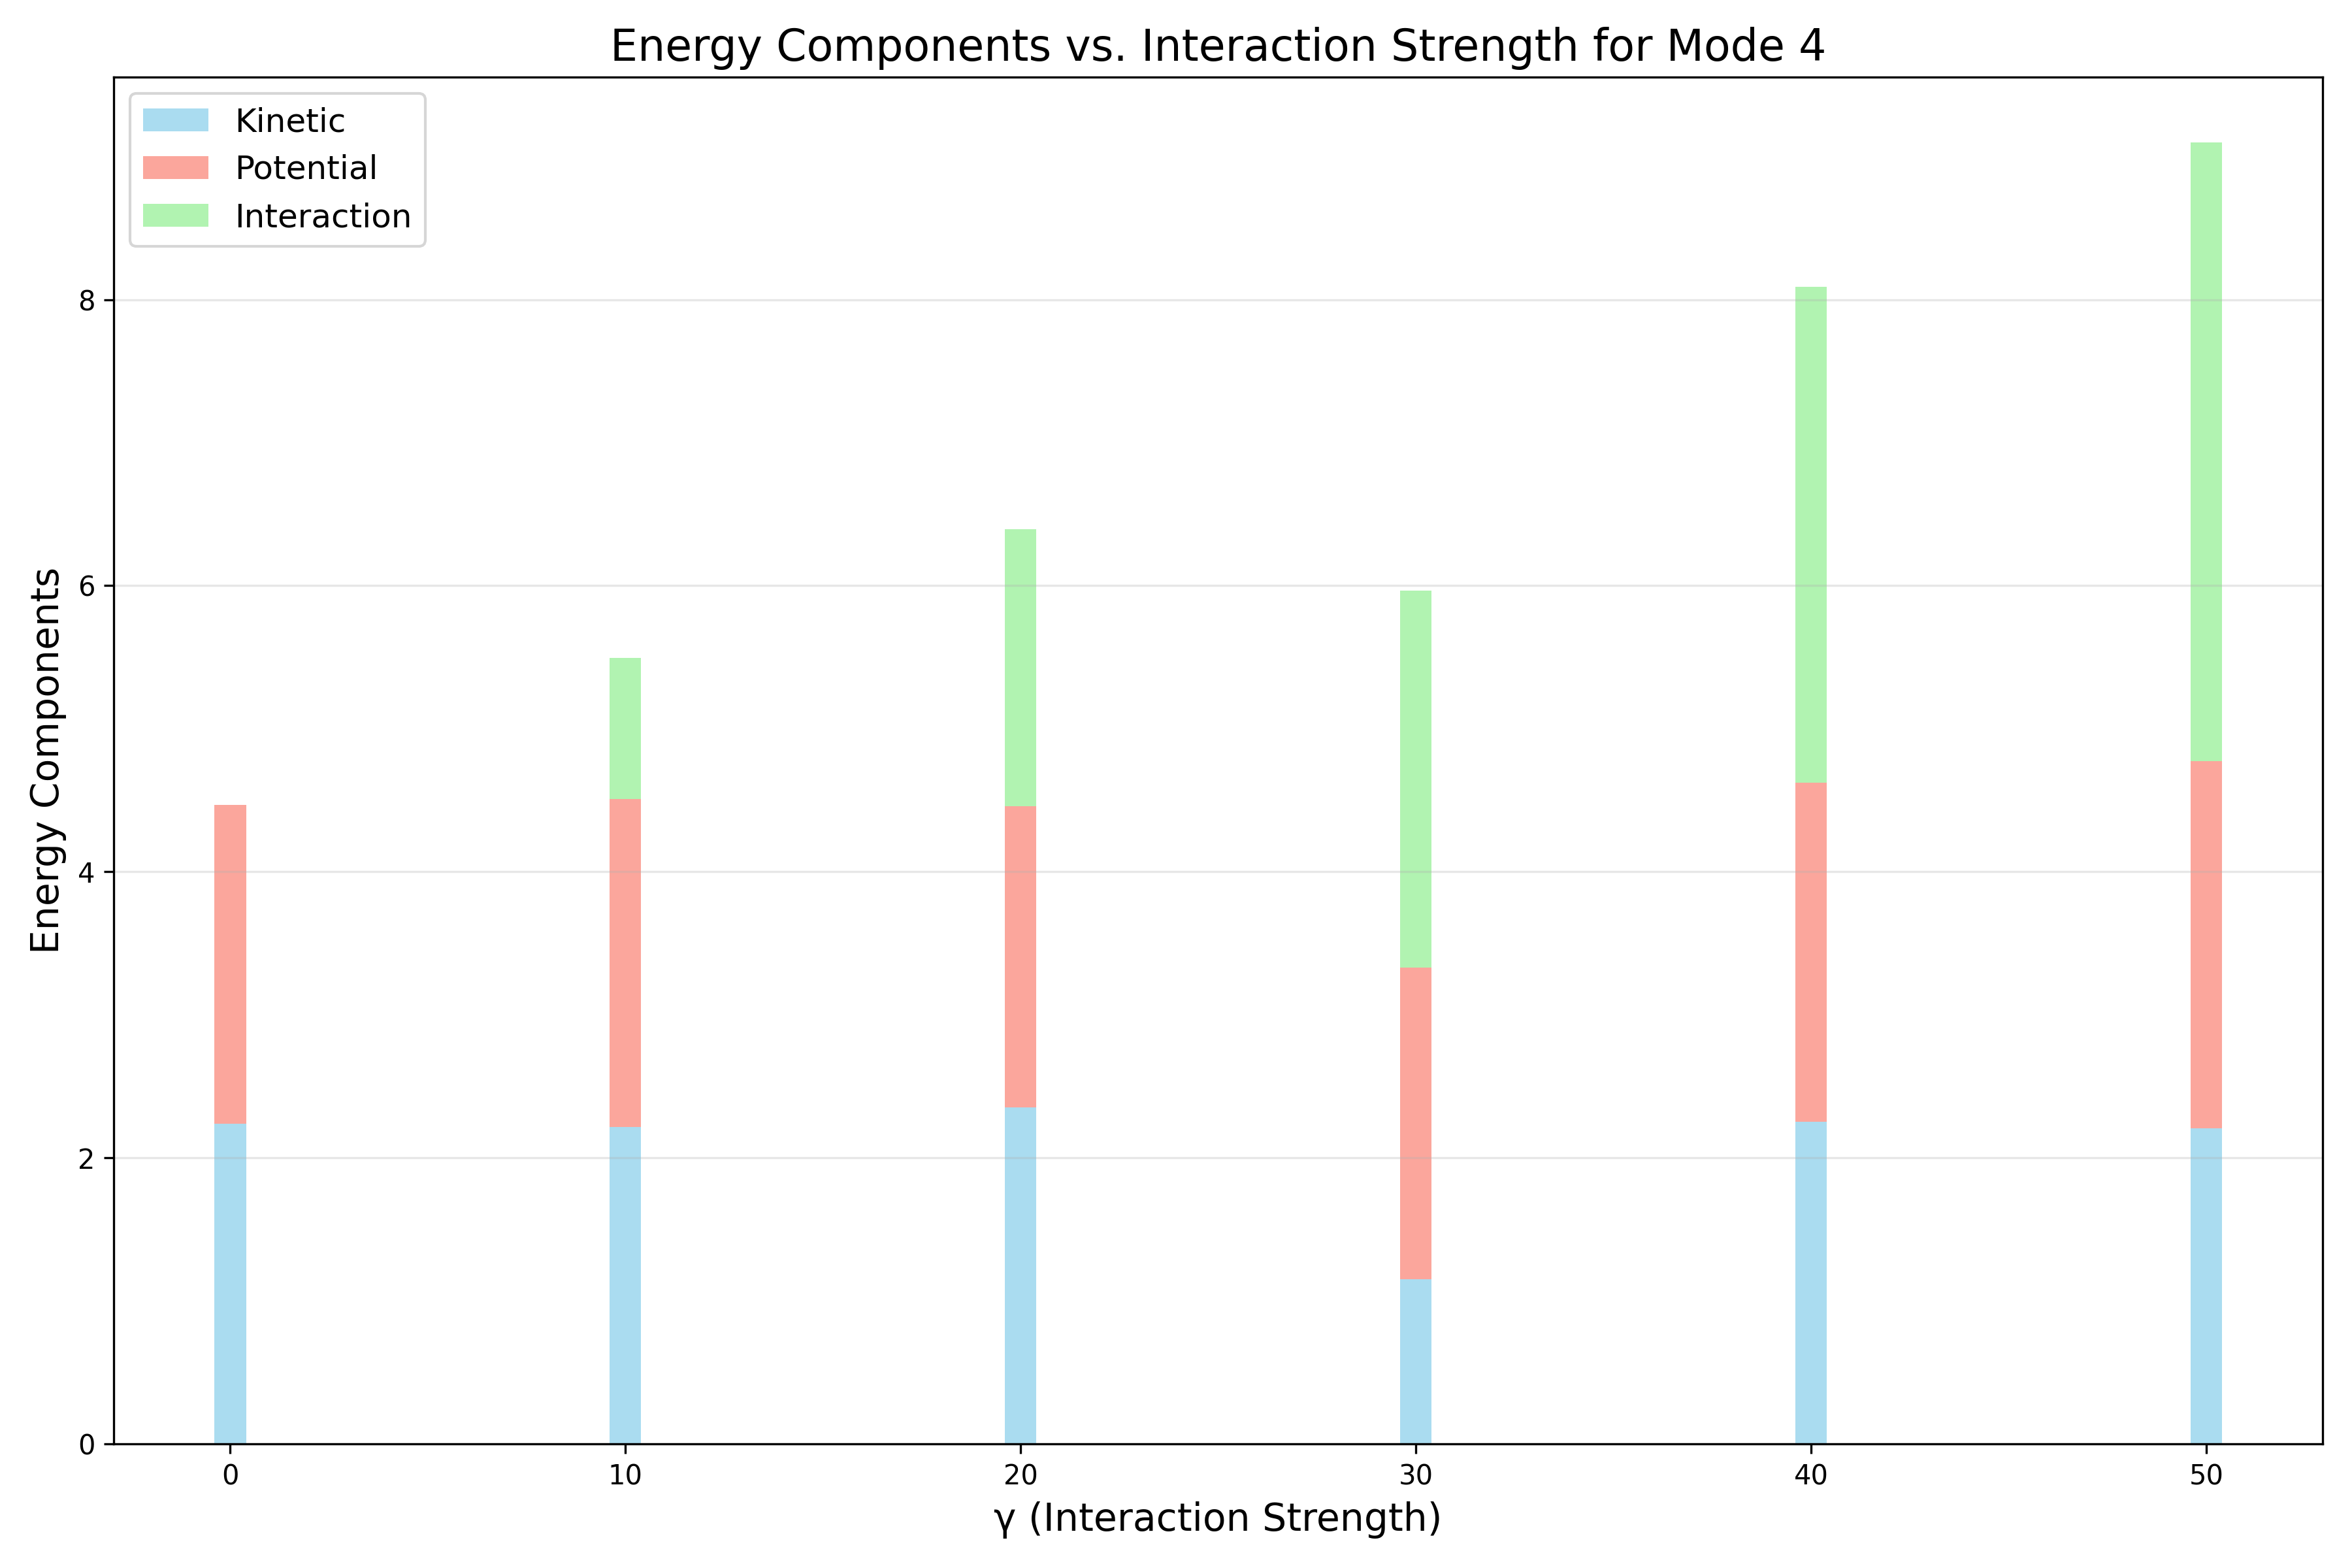 Energy Components vs. Interaction Strength for Mode 4
Kinetic
Potential
Interaction
Energy Components
8
6
4
2
0
0 10 20 30 40 50
γ (Interaction Strength)